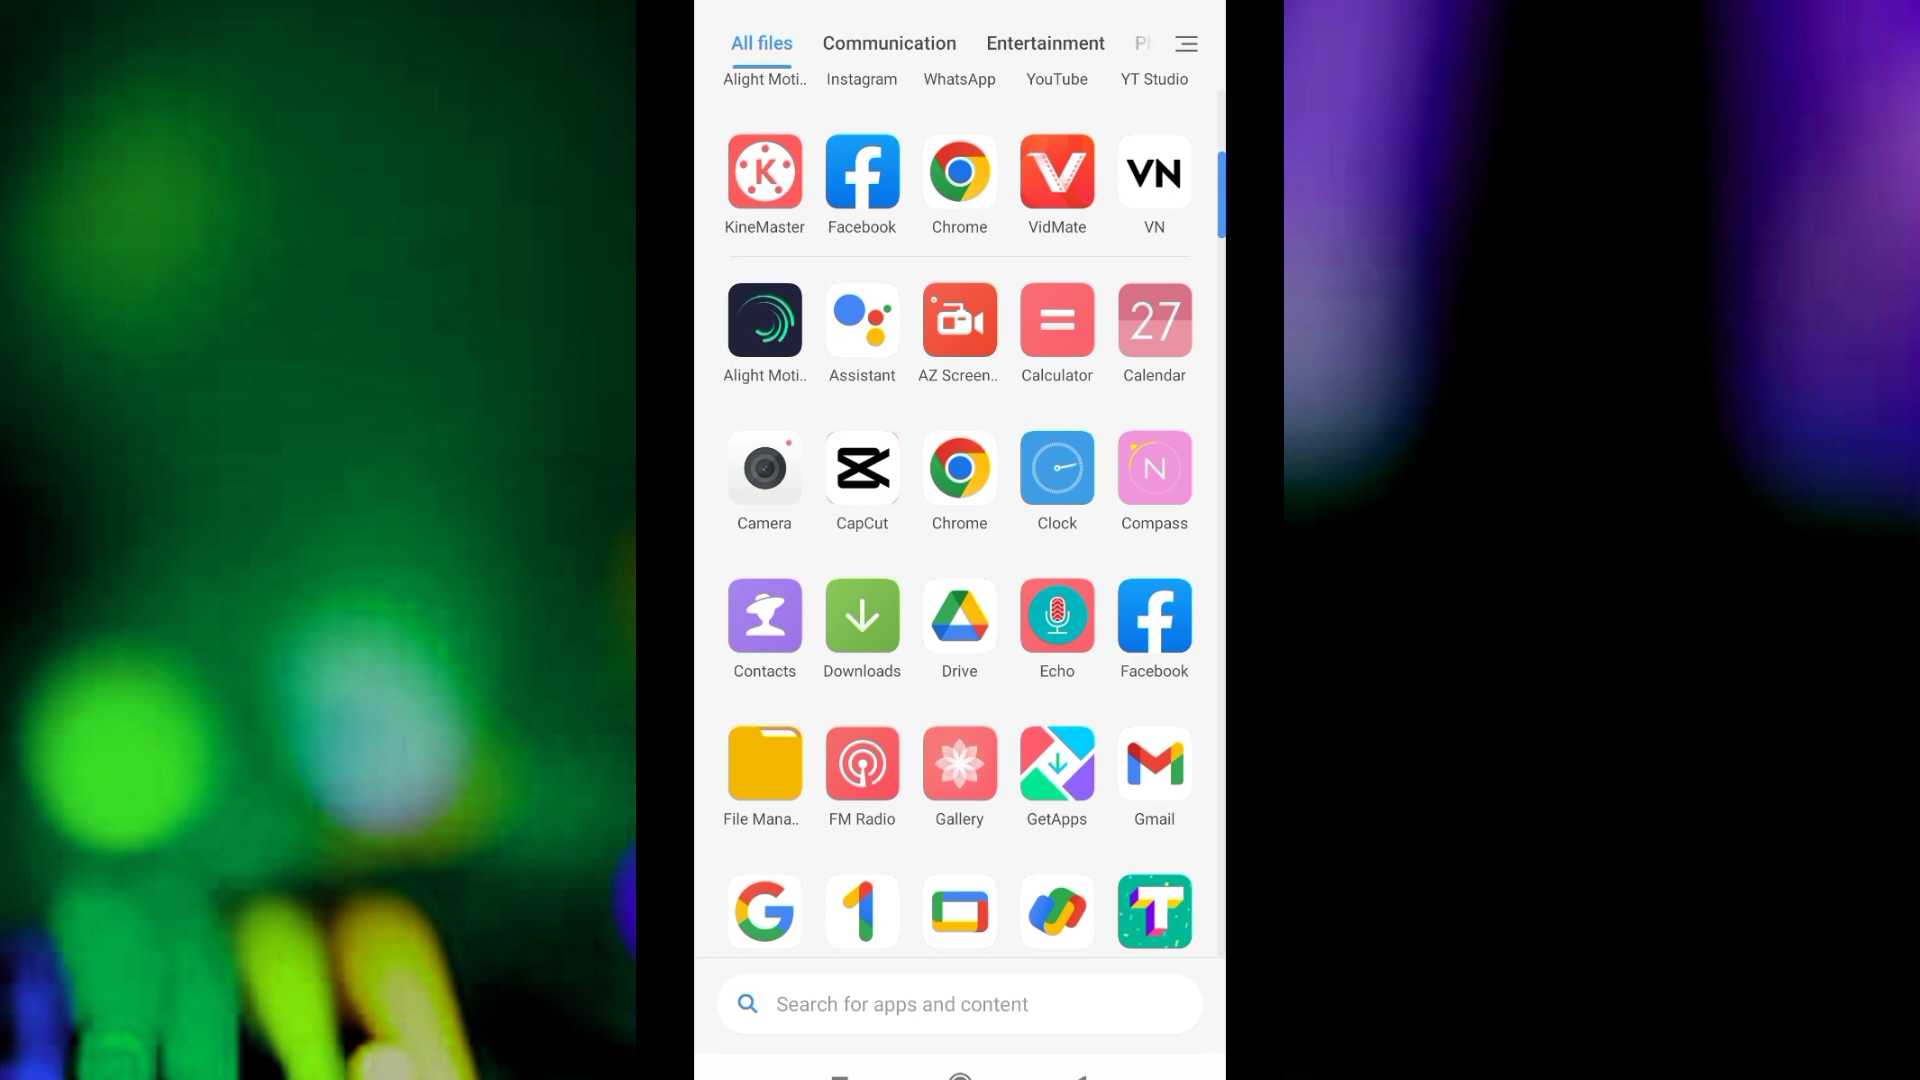 All files Communication Entertainment Ph
Alight Moti.. Instagram WhatsApp YouTube YT Studio
K VN
KineMaster Facebook Chrome VidMate VN
27
Alight Moti.. Assistant AZ Screen.. Calculator Calendar
N
Camera CapCut Chrome Clock Compass
Contacts Downloads Drive Echo Facebook
File Mana.. FM Radio Gallery GetApps Gmail
Search for apps and content